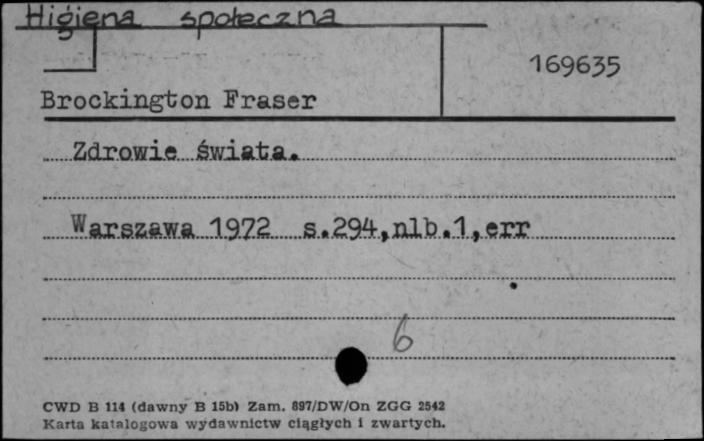 Higiena społeczna
169635
Brockington Fraser
Zdrowie świata.
Warszawa 1972 s.294,nlb.1,err
6
CWD B 114 (dawny B 15b) Zam. 897/DW/On ZGG 2542
Karta katalogowa wydawnictw ciągłych i zwartych.